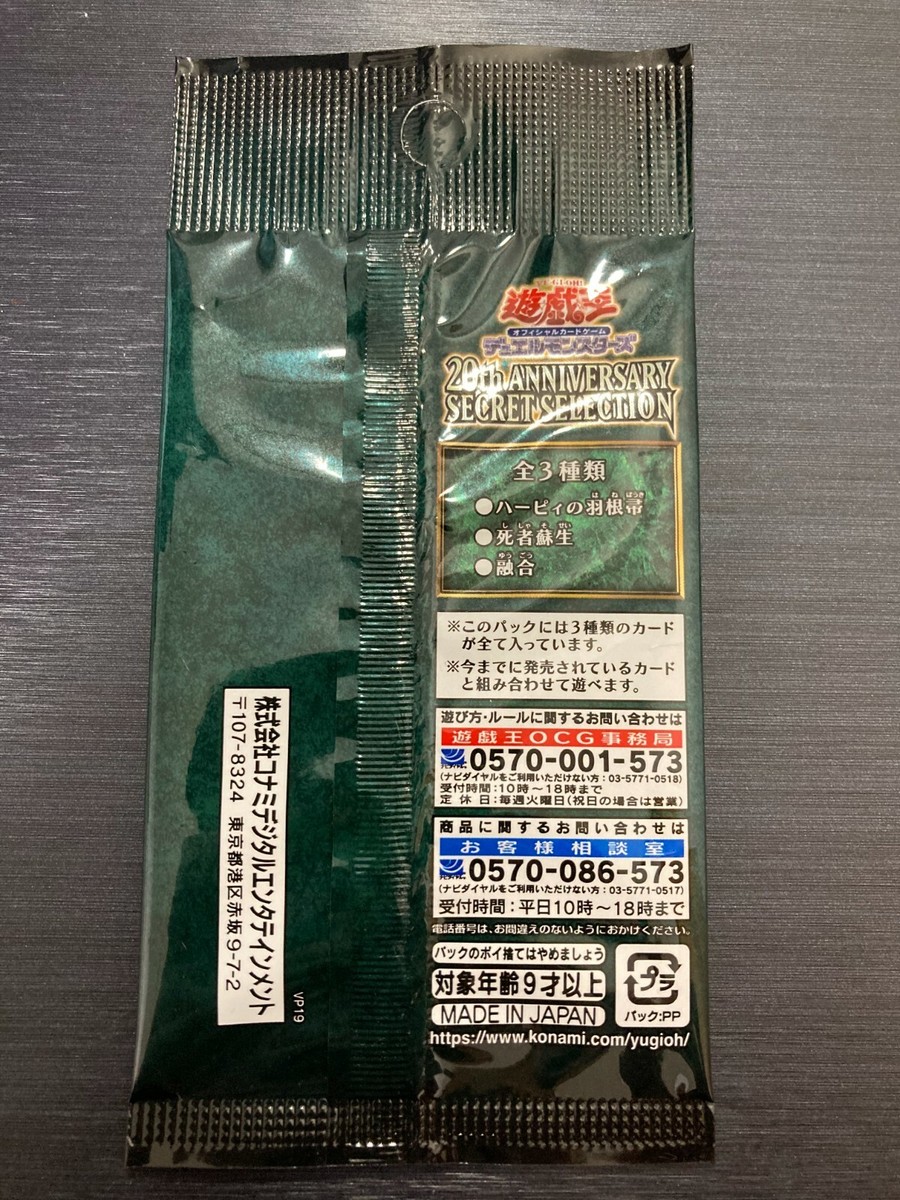 YU-GI-OH!
遊戯王
オフィシャルカードゲーム
デュエルモンスターズ
20th ANNIVERSARY
SECRET SELECTION
全3種類
●ハーピィの羽根帚
●死者蘇生
●融合
※このパックには3種類のカード
が全て入っています。
※今までに発売されているカード
と組み合わせて遊べます。
遊び方・ルールに関するお問い合わせは
遊戯王OCG事務局
0570-001-573
(ナビダイヤルをご利用いただけない方:03-5771-0518)
受付時間:10時〜18時まで
定休日:毎週火曜日(祝日の場合は営業)
商品に関するお問い合わせは
お客様相談室
0570-086-573
(ナビダイヤルをご利用いただけない方:03-5771-0517)
受付時間:平日10時〜18時まで
電話番号は、お間違えのないようにおかけください。
パックのポイ捨てはやめましょう
対象年齢9才以上
MADE IN JAPAN
プラ
パック:PP
https://www.konami.com/yugioh/
株式会社コナミデジタルエンタテインメント
〒107-8324 東京都港区赤坂9-7-2
VP19